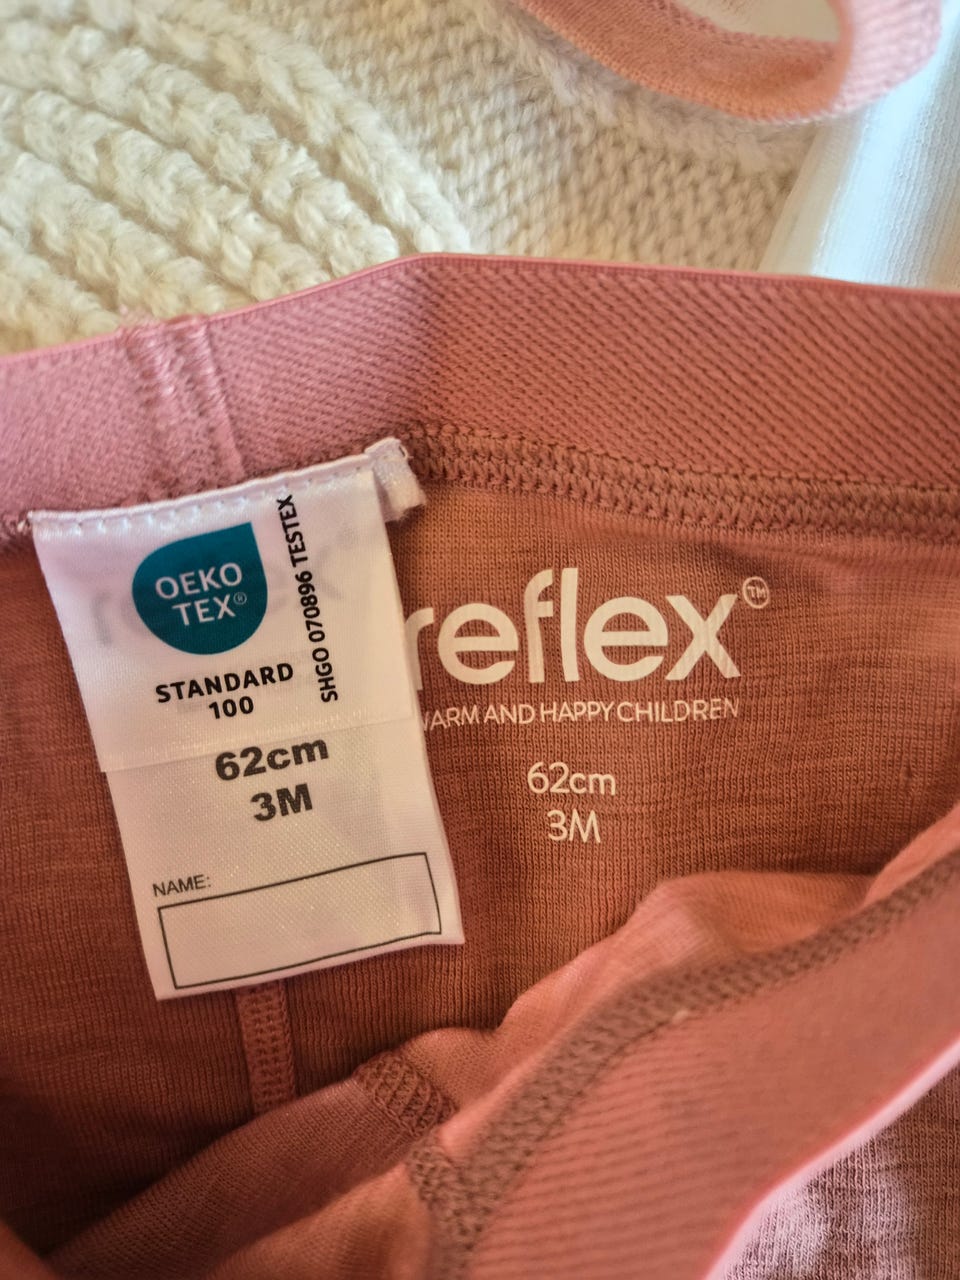 OEKO
TEX®
STANDARD
100
SHGO 070896 TESTEX
62cm
3M
NAME:
reflex™
WARM AND HAPPY CHILDREN
62cm
3M